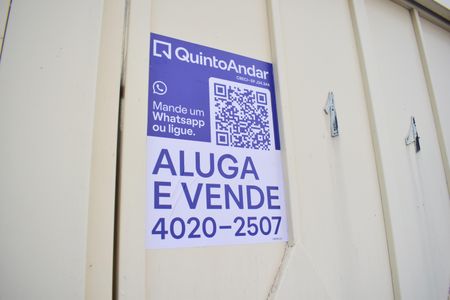 QuintoAndar
Mande um
Whatsapp
ou ligue.
ALUGA
E VENDE
4020-2507